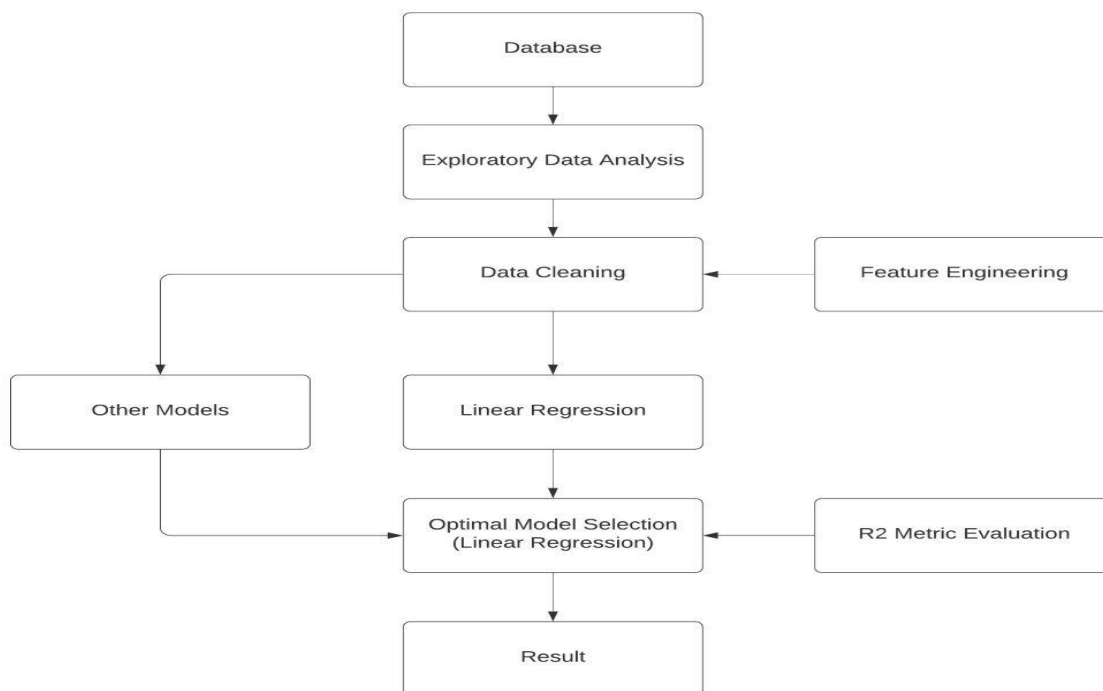 Database
Exploratory Data Analysis
Data Cleaning
Feature Engineering
Other Models
Linear Regression
Optimal Model Selection
(Linear Regression)
R2 Metric Evaluation
Result